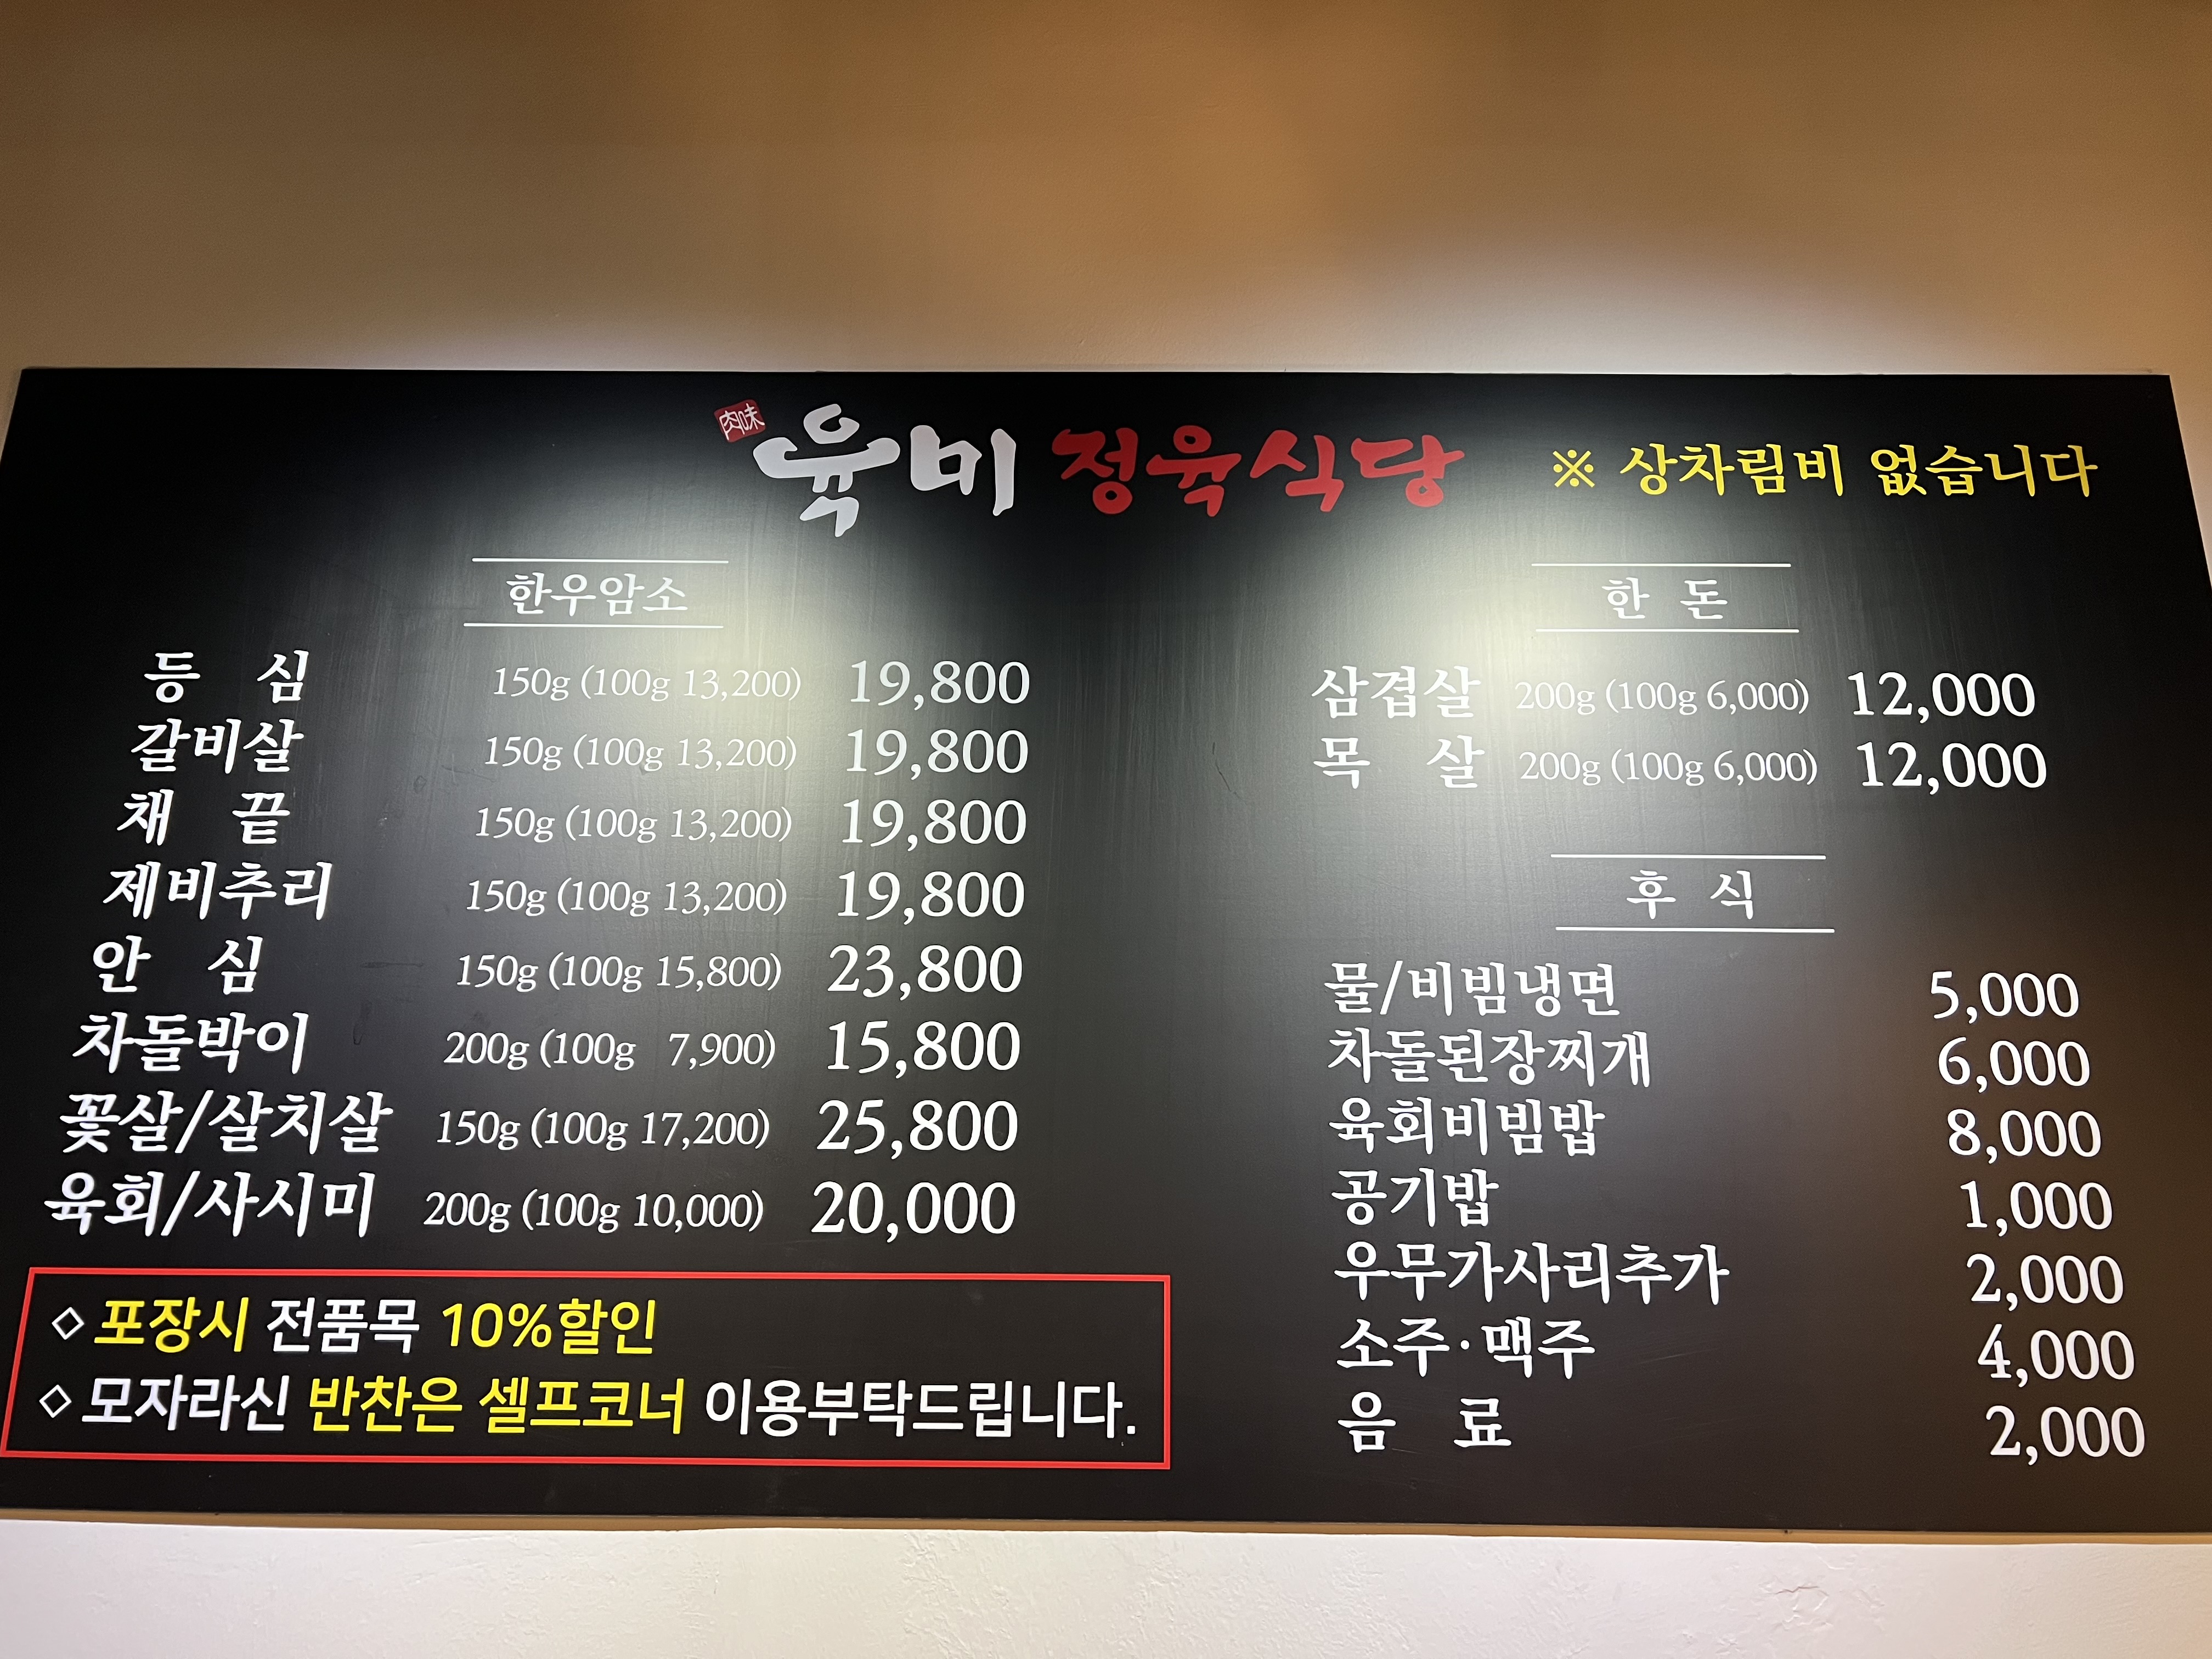 肉味 육비 정육식당 ※ 상차림비 없습니다
한우암소
등 심 150g (100g 13,200) 19,800
갈비살 150g (100g 13,200) 19,800
채 끝 150g (100g 13,200) 19,800
제비추리 150g (100g 13,200) 19,800
안 심 150g (100g 15,800) 23,800
차돌박이 200g (100g 7,900) 15,800
꽃살/살치살 150g (100g 17,200) 25,800
육회/사시미 200g (100g 10,000) 20,000
◇ 포장시 전품목 10%할인
◇ 모자라신 반찬은 셀프코너 이용부탁드립니다.
한 돈
삼겹살 200g (100g 6,000) 12,000
목 살 200g (100g 6,000) 12,000
후 식
물/비빔냉면 5,000
차돌된장찌개 6,000
육회비빔밥 8,000
공기밥 1,000
우무가사리추가 2,000
소주·맥주 4,000
음 료 2,000